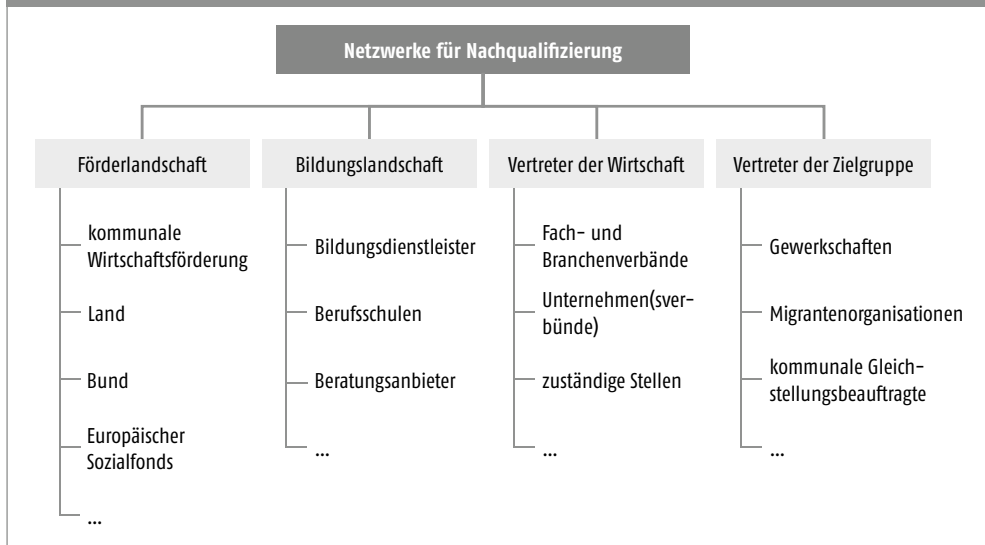 Netzwerke für Nachqualifizierung
Förderlandschaft
kommunale
Wirtschaftsförderung
Land
Bund
Europäischer
Sozialfonds
...
Bildungslandschaft
Bildungsdienstleister
Berufsschulen
Beratungsanbieter
...
Vertreter der Wirtschaft
Fach- und
Branchenverbände
Unternehmen(sver-
bünde)
zuständige Stellen
...
Vertreter der Zielgruppe
Gewerkschaften
Migrantenorganisationen
kommunale Gleich-
stellungsbeauftragte
...